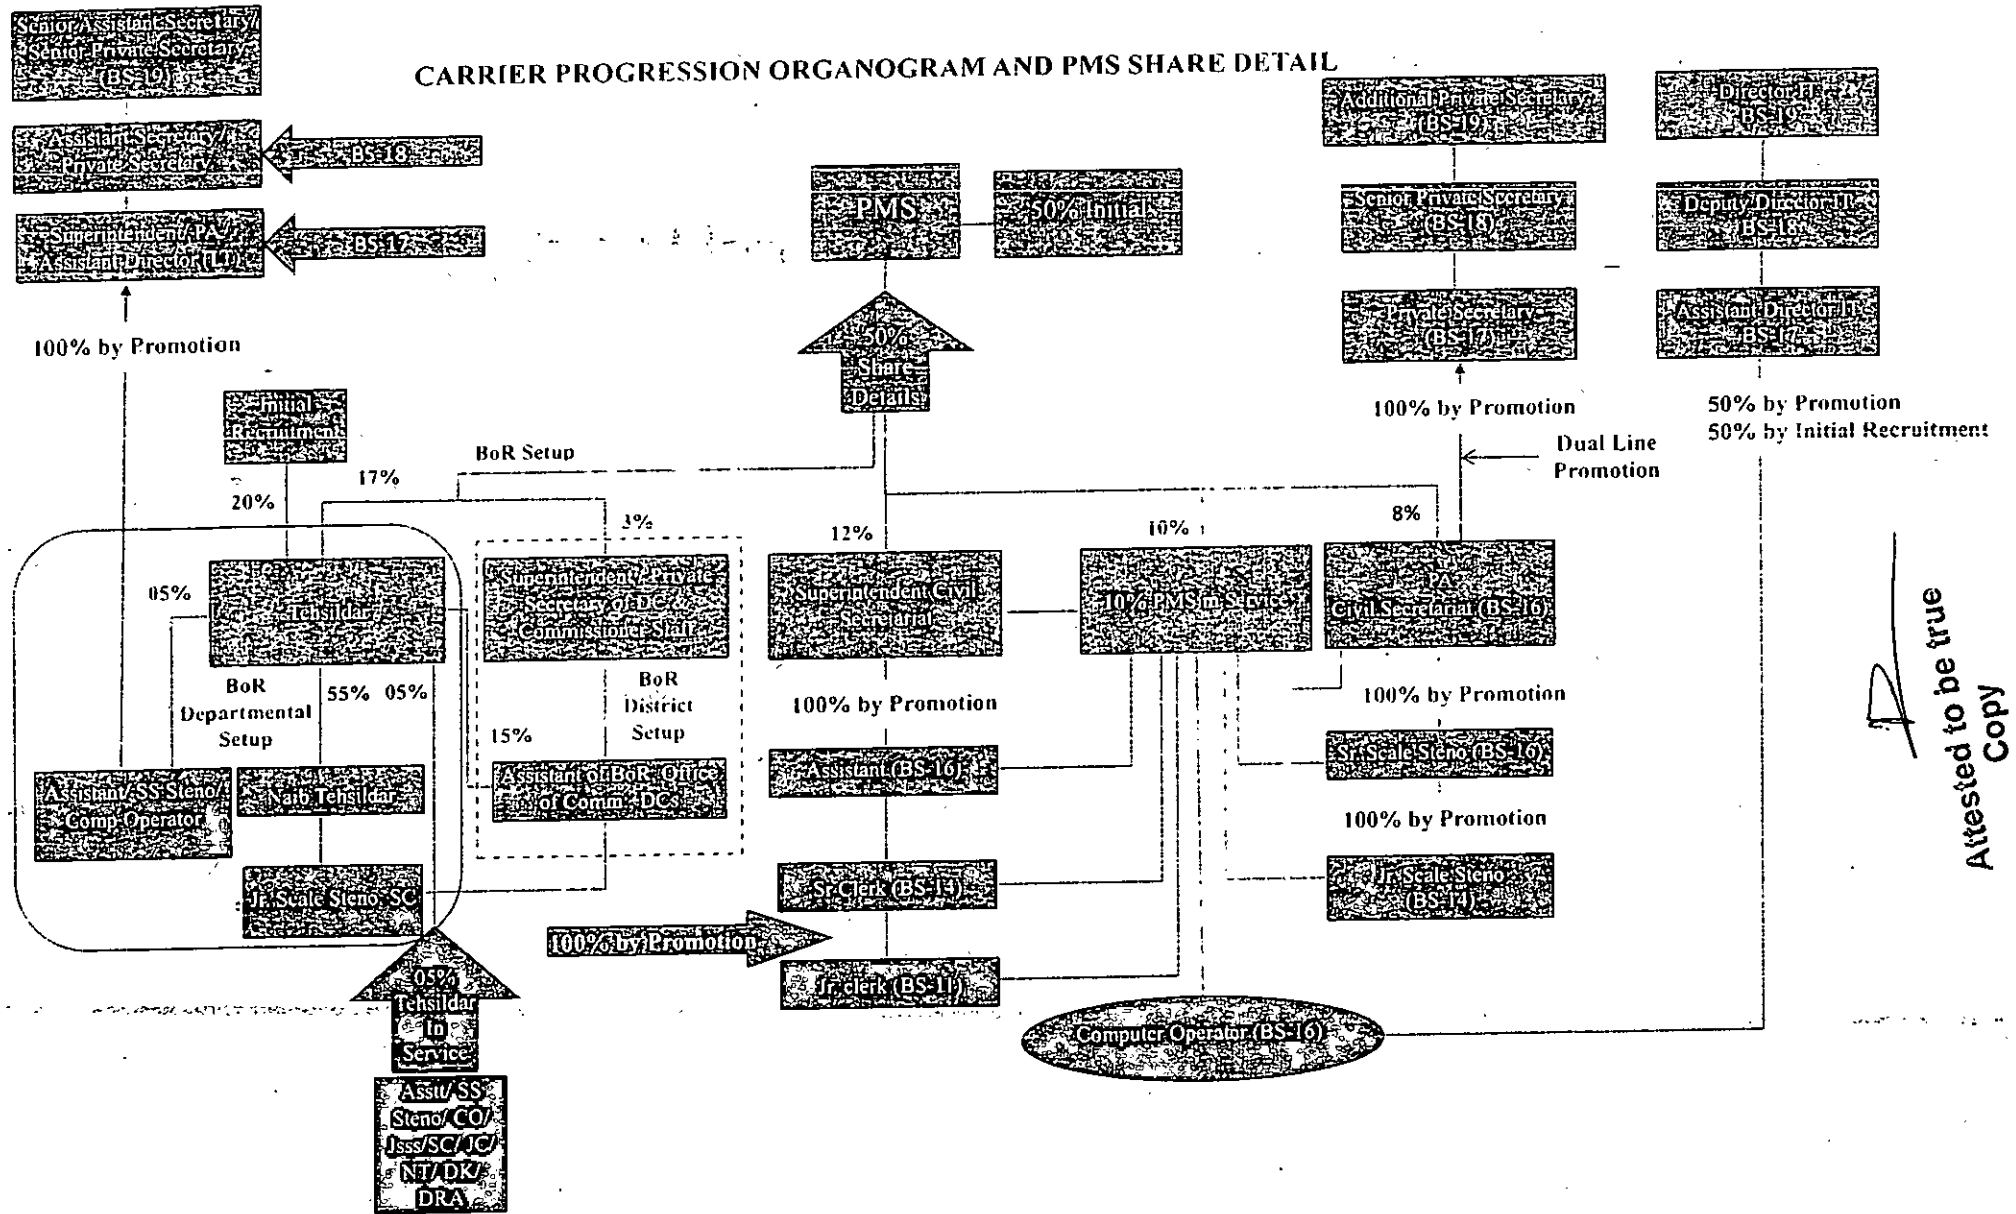 CARRIER PROGRESSION ORGANOGRAM AND PMS SHARE DETAIL
Senior Assistant Secretary/
Senior Private Secretary
(BS-19)
Assistant Secretary/
Private Secretary
BS-18
Superintendent/ PA/
Assistant Director (I.T)
BS-17
100% by Promotion
PMS
50% Initial
50%
Share
Details
Additional Private Secretary
(BS-19)
Senior Private Secretary
(BS-18)
Private Secretary
(BS-17)
100% by Promotion
Dual Line
Promotion
Director IT
BS-19
Deputy Director IT
BS-18
Assistant Director IT
BS-17
50% by Promotion
50% by Initial Recruitment
Initial
Recruitment
20%
17%
BoR Setup
3%
12%
10%
8%
Tehsildar
05%
BoR
Departmental
Setup
55%
05%
Superintendent/ Private
Secretary of DC &
Commissioner Staff
BoR
District
Setup
15%
Assistant of BoR, Office
of Comm: DCs
Assistant/ SS Steno/
Comp Operator
Naib Tehsildar
Jr. Scale Steno, SC
05%
Tehsildar
In
Service
Asstt/ SS
Steno/ CO/
Jsss/SC/ JC/
NT/ DK/
DRA
Superintendent Civil
Secretariat
100% by Promotion
Assistant (BS-16)
Sr. Clerk (BS-14)
100% by Promotion
Jr. clerk (BS-11)
10% PMS in Service
PA
Civil Secretariat (BS-16)
100% by Promotion
Sr. Scale Steno (BS-16)
100% by Promotion
Jr. Scale Steno
(BS-14)
Computer Operator (BS-16)
Attested to be true
Copy